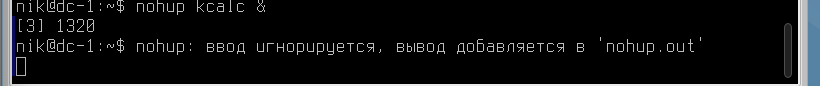 nik@dc-1:~$ nohup kcalc &
[3] 1320
nik@dc-1:~$ nohup: ввод игнорируется, вывод добавляется в 'nohup.out'